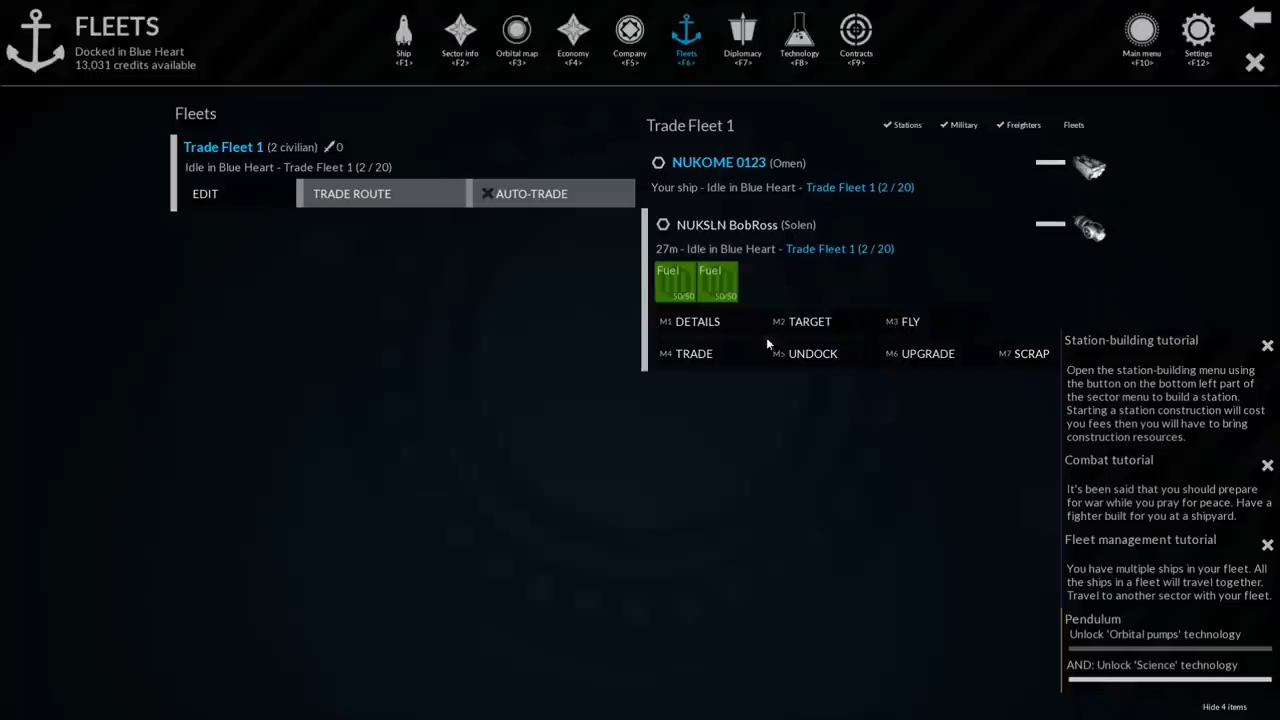 FLEETS
Docked in Blue Heart
13,031 credits available
Ship
<F1>
Sector info
<F2>
Orbital map
<F3>
Economy
<F4>
Company
<F5>
Fleets
<F6>
Diplomacy
<F7>
Technology
<F8>
Contracts
<F9>
Main menu
<F10>
Settings
<F12>
Fleets
Trade Fleet 1 (2 civilian) 0
Idle in Blue Heart - Trade Fleet 1 (2 / 20)
EDIT
TRADE ROUTE
AUTO-TRADE
Trade Fleet 1
Stations
Military
Freighters
Fleets
NUKOME 0123 (Omen)
Your ship - Idle in Blue Heart - Trade Fleet 1 (2 / 20)
NUKSLN BobRoss (Solen)
27m - Idle in Blue Heart - Trade Fleet 1 (2 / 20)
Fuel Fuel
50/50 50/50
M1 DETAILS
M2 TARGET
M3 FLY
M4 TRADE
M5 UNDOCK
M6 UPGRADE
M7 SCRAP
Station-building tutorial
Open the station-building menu using
the button on the bottom left part of
the sector menu to build a station.
Starting a station construction will cost
you fees then you will have to bring
construction resources.
Combat tutorial
It's been said that you should prepare
for war while you pray for peace. Have a
fighter built for you at a shipyard.
Fleet management tutorial
You have multiple ships in your fleet. All
the ships in a fleet will travel together.
Travel to another sector with your fleet.
Pendulum
Unlock 'Orbital pumps' technology
AND: Unlock 'Science' technology
Hide 4 items